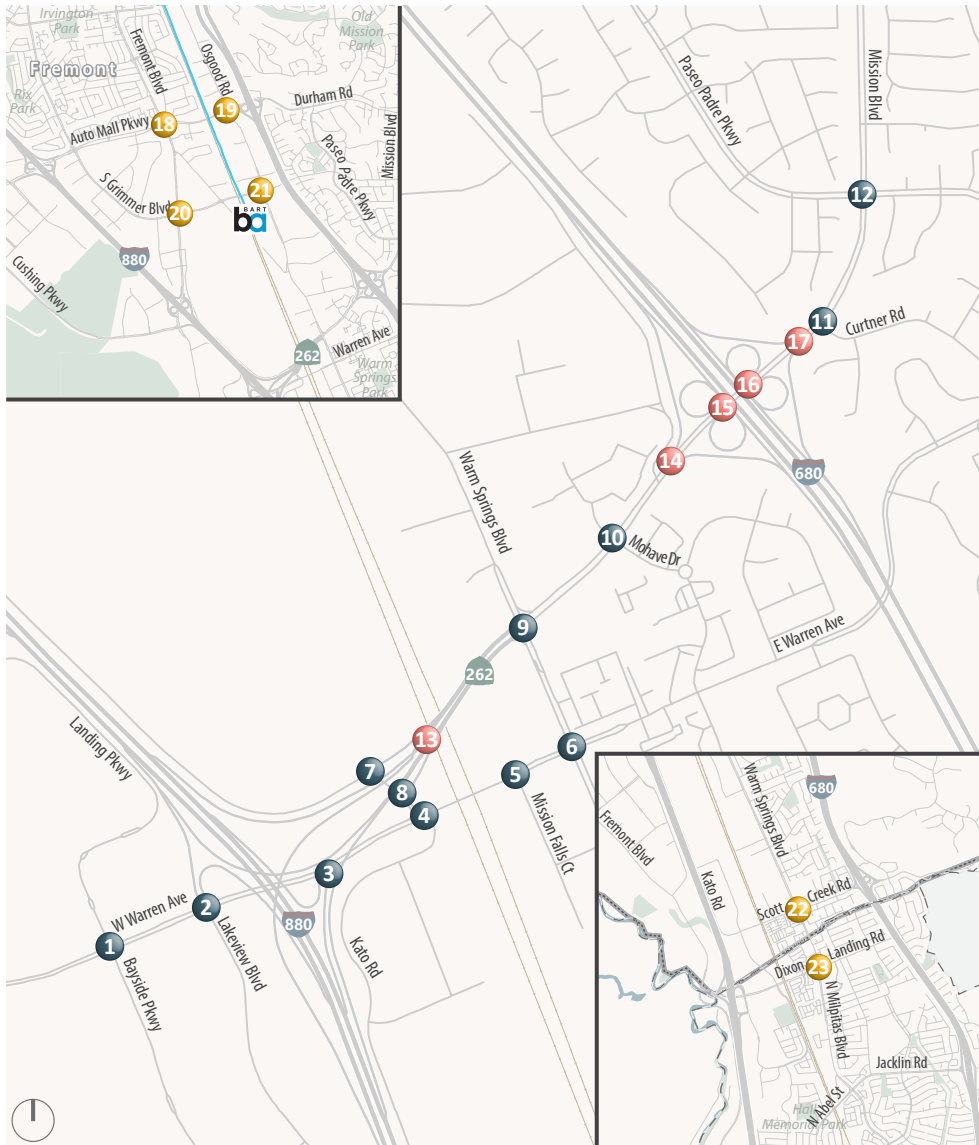 Irvington
Park
Fremont Blvd
Osgood Rd
Old
Mission
Park
Fremont
Rix
Park
Durham Rd
19
18
Auto Mall Pkwy
Mission Blvd
Paseo Padre Pkwy
S Grimmer Blvd
21
20
BART
ba
880
Cushing Pkwy
262
Warren Ave
Warm
Springs
Park
Paseo Padre Pkwy
Mission Blvd
12
11
Curtner Rd
17
16
15
14
680
Warm Springs Blvd
10
Mohave Dr
9
E Warren Ave
262
13
6
7
5
8
4
Landing Pkwy
Mission Falls Ct
3
W Warren Ave
2
880
1
Lakeview Blvd
Kato Rd
Bayside Pkwy
Warm Springs Blvd
680
Fremont Blvd
Kato Rd
Scott Creek Rd
22
Dixon Landing Rd
23
N Milpitas Blvd
Jacklin Rd
N Abel St
Memorial Park